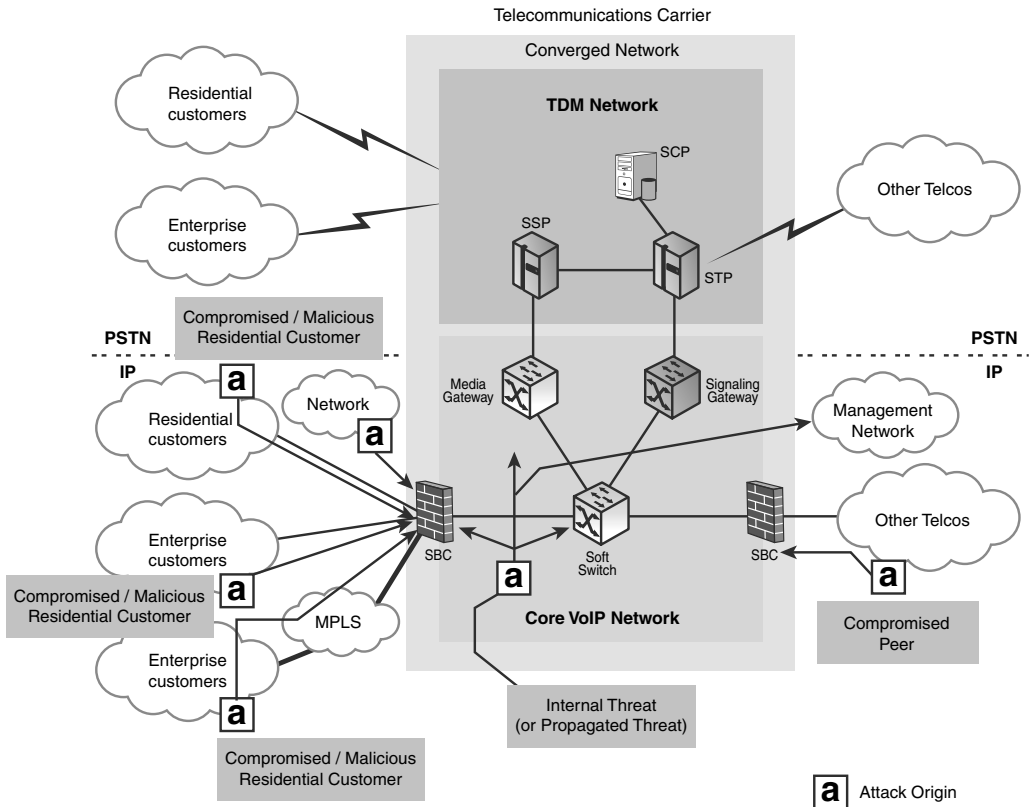 Telecommunications Carrier
Converged Network
TDM Network
Residential
customers
SCP
Other Telcos
Enterprise
customers
SSP
STP
Compromised / Malicious
Residential Customer
PSTN
PSTN
IP
IP
a
Residential
customers
Network
a
Media
Gateway
Signaling
Gateway
Management
Network
Enterprise
customers
SBC
Soft
Switch
SBC
Other Telcos
a
a
a
Compromised / Malicious
Residential Customer
MPLS
Core VoIP Network
Compromised
Peer
Enterprise
customers
a
Internal Threat
(or Propagated Threat)
Compromised / Malicious
Residential Customer
a Attack Origin